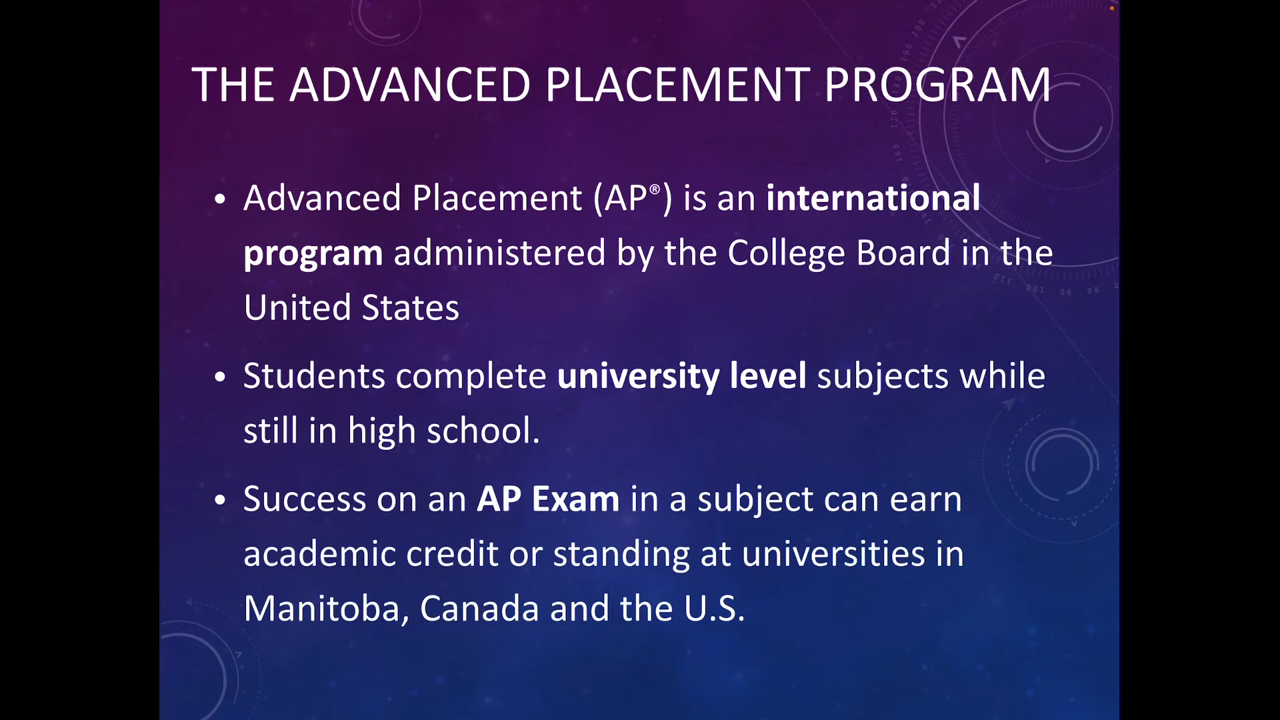 THE ADVANCED PLACEMENT PROGRAM
• Advanced Placement (AP®) is an international
program administered by the College Board in the
United States
• Students complete university level subjects while
still in high school.
• Success on an AP Exam in a subject can earn
academic credit or standing at universities in
Manitoba, Canada and the U.S.